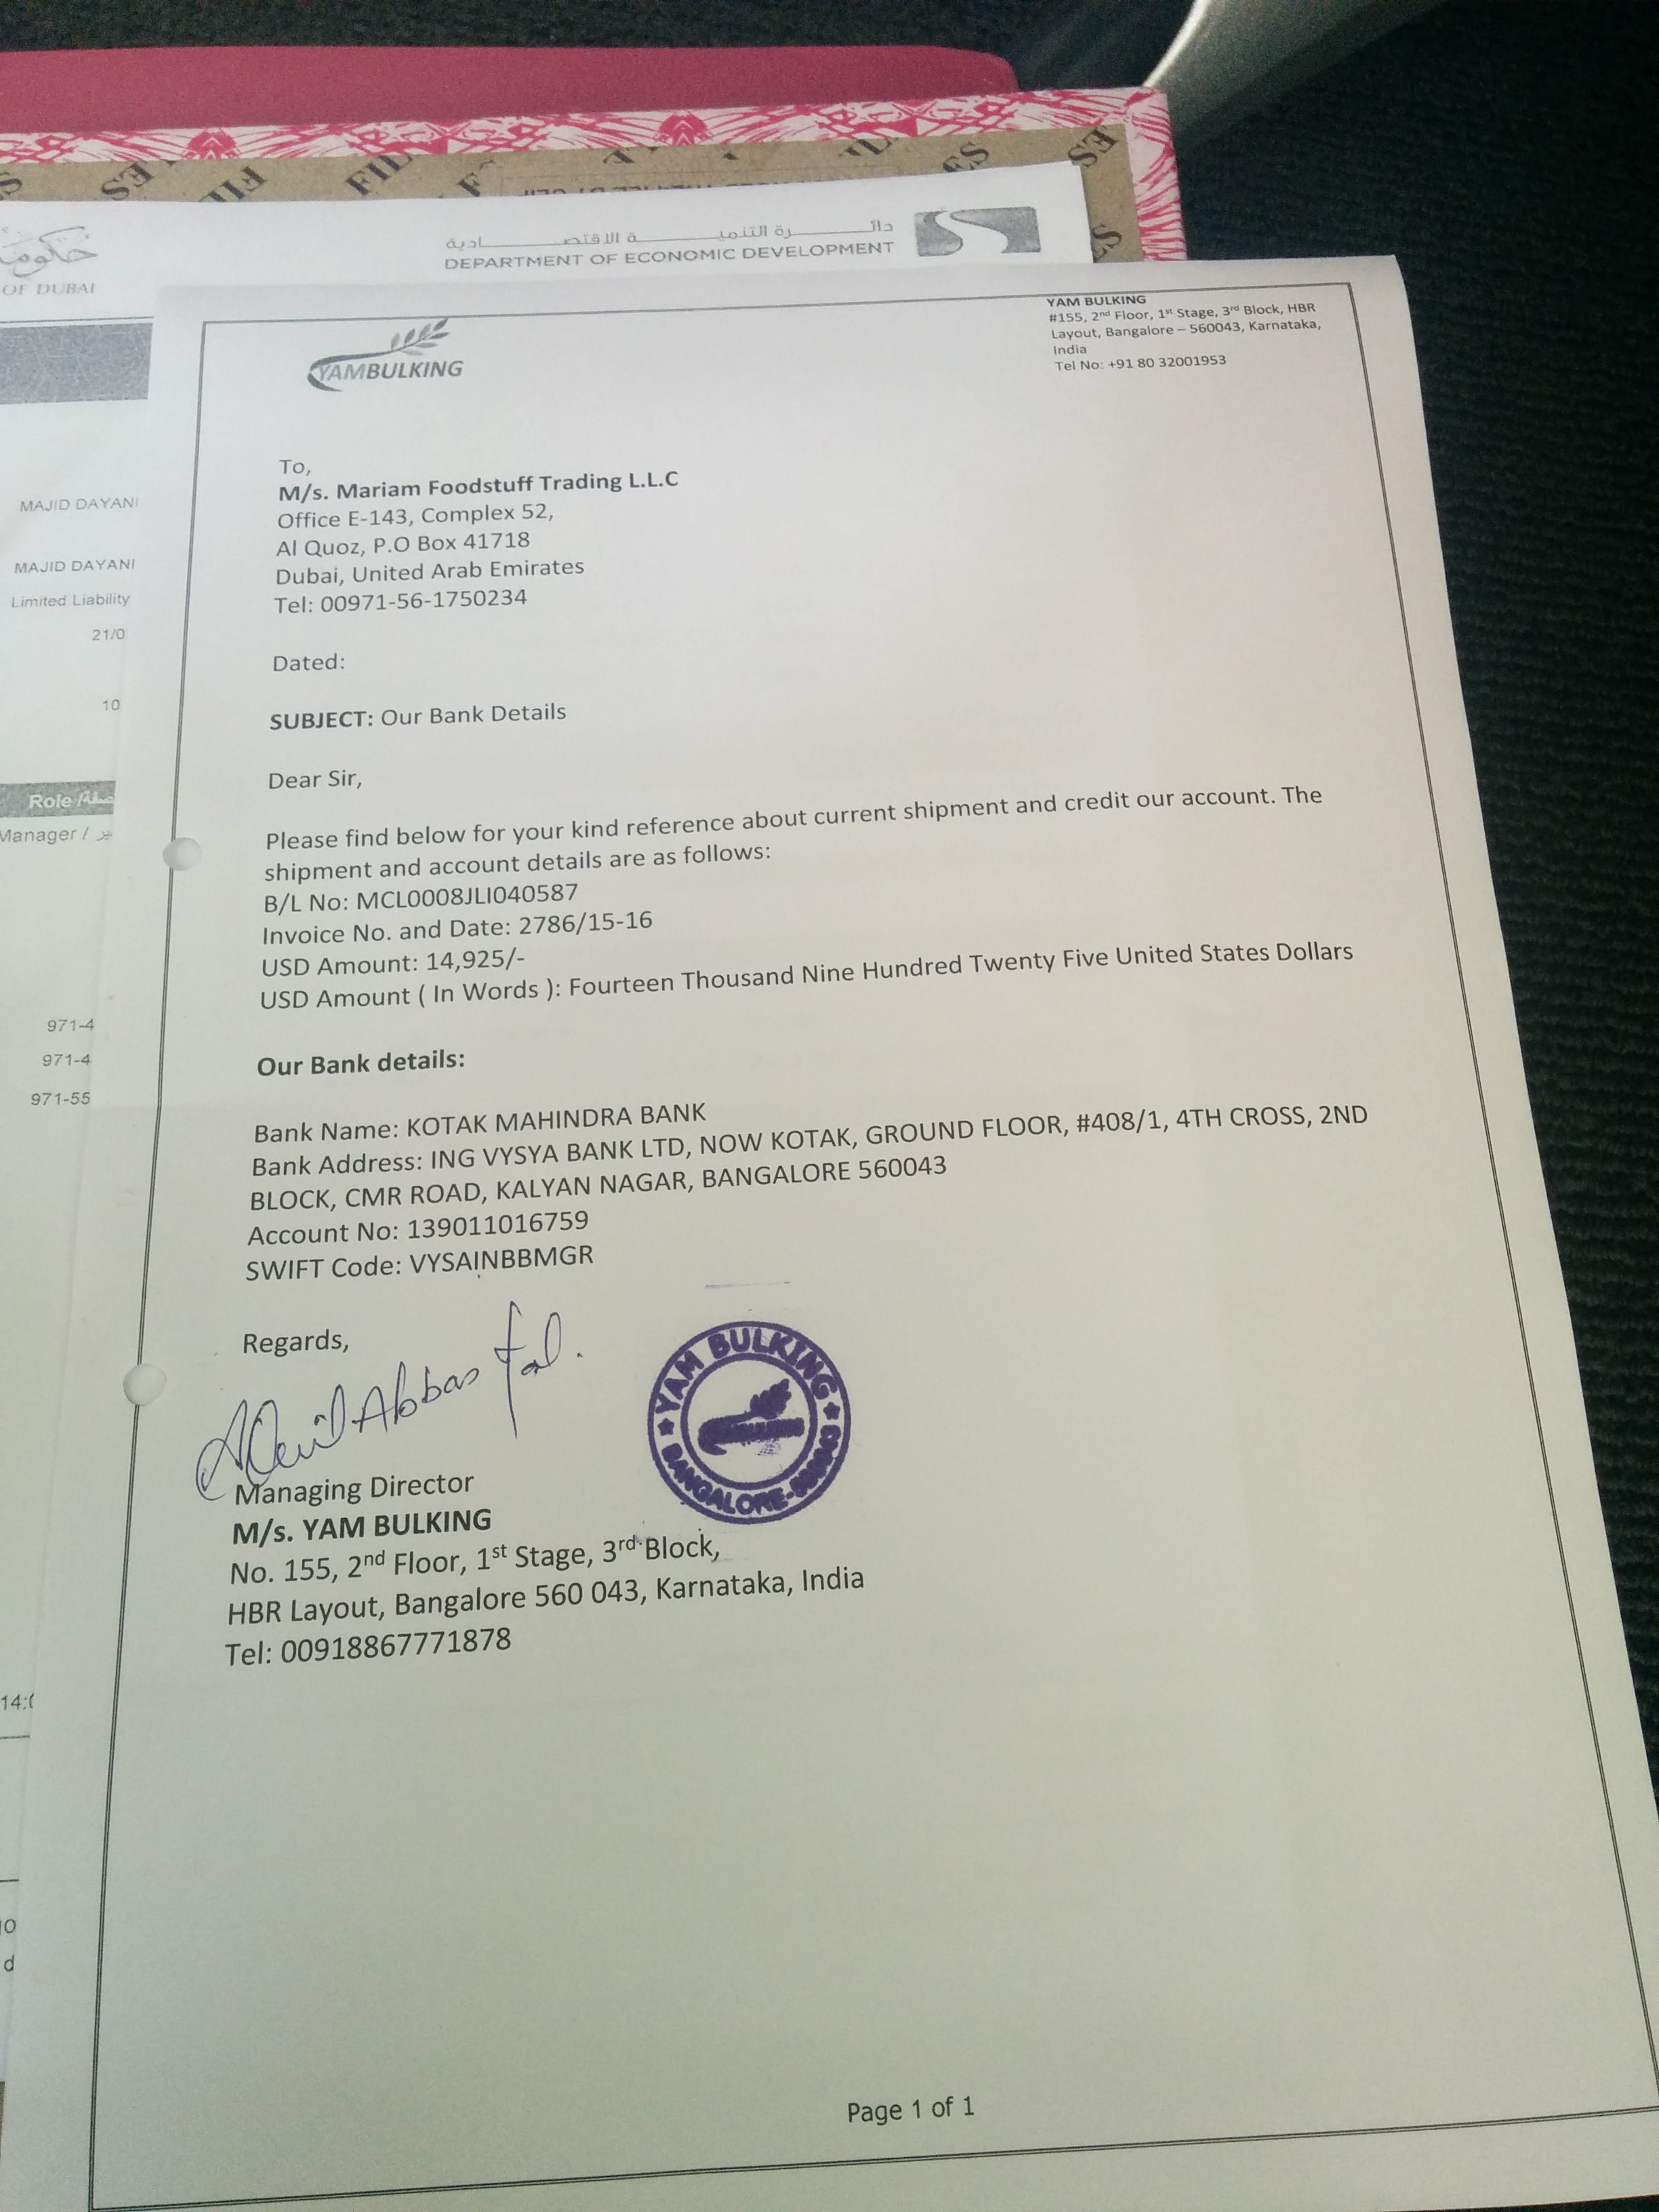 FIL
FIL
ES
ES
حكومة
OF DUBAI
دائـــرة التنميـــة الاقتصـــادية
DEPARTMENT OF ECONOMIC DEVELOPMENT
MAJID DAYANI
MAJID DAYANI
Limited Liability
21/0
10
Role /
Manager /
971-4
971-4
971-55
YAMBULKING
YAM BULKING
#155, 2nd Floor, 1st Stage, 3rd Block, HBR
Layout, Bangalore – 560043, Karnataka,
India
Tel No: +91 80 32001953
To,
M/s. Mariam Foodstuff Trading L.L.C
Office E-143, Complex 52,
Al Quoz, P.O Box 41718
Dubai, United Arab Emirates
Tel: 00971-56-1750234
Dated:
SUBJECT: Our Bank Details
Dear Sir,
Please find below for your kind reference about current shipment and credit our account. The
shipment and account details are as follows:
B/L No: MCL0008JLI040587
Invoice No. and Date: 2786/15-16
USD Amount: 14,925/-
USD Amount ( In Words ): Fourteen Thousand Nine Hundred Twenty Five United States Dollars
Our Bank details:
Bank Name: KOTAK MAHINDRA BANK
Bank Address: ING VYSYA BANK LTD, NOW KOTAK, GROUND FLOOR, #408/1, 4TH CROSS, 2ND
BLOCK, CMR ROAD, KALYAN NAGAR, BANGALORE 560043
Account No: 139011016759
SWIFT Code: VYSAINBBMGR
Regards,
Abbas
YAM BULKING
BANGALORE-560043
Managing Director
M/s. YAM BULKING
No. 155, 2nd Floor, 1st Stage, 3rd Block,
HBR Layout, Bangalore 560 043, Karnataka, India
Tel: 00918867771878
Page 1 of 1